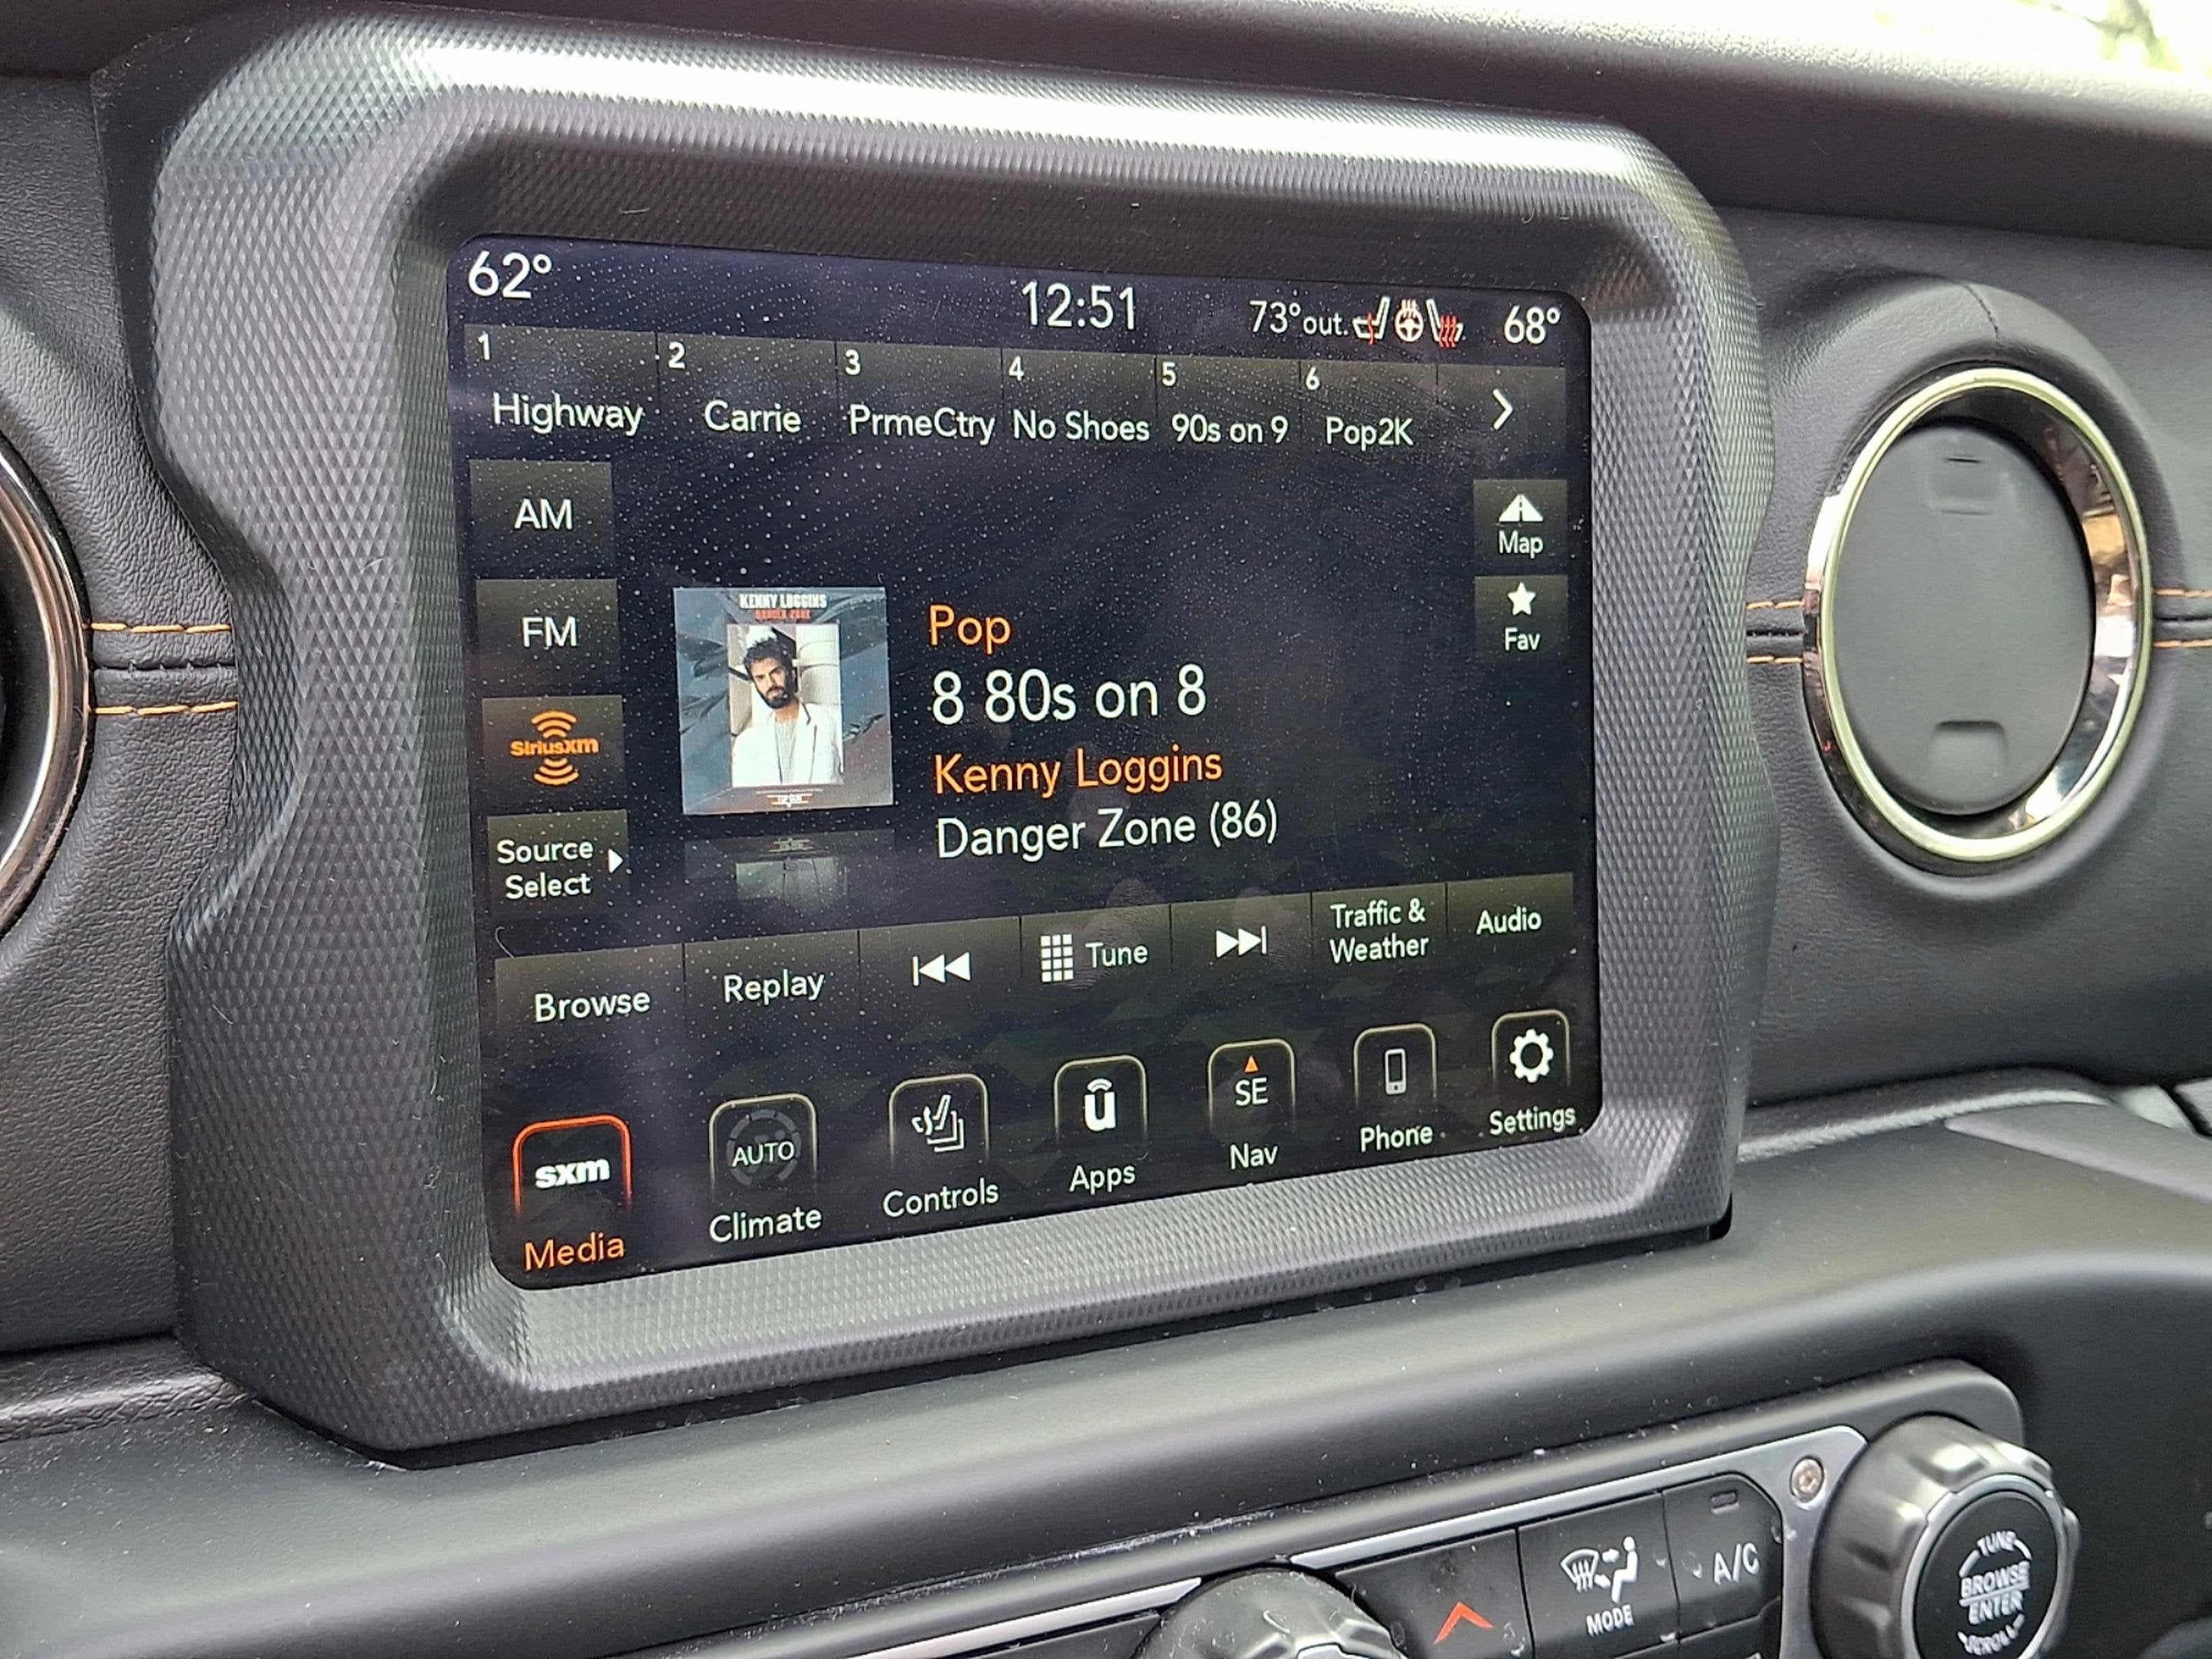 62°
12:51
73°out.
68°
1
2
3
4
5
6
Highway
Carrie
PrmeCtry
No Shoes
90s on 9
Pop2K
AM
FM
siriusxm
Source
Select
KENNY LOGGINS
DANGER ZONE
Pop
8 80s on 8
Kenny Loggins
Danger Zone (86)
Map
Fav
Browse
Replay
Tune
Traffic &
Weather
Audio
sxm
Media
AUTO
Climate
Controls
u
Apps
SE
Nav
Phone
Settings
MODE
A/C
TUNE
BROWSE
ENTER
SCROLL